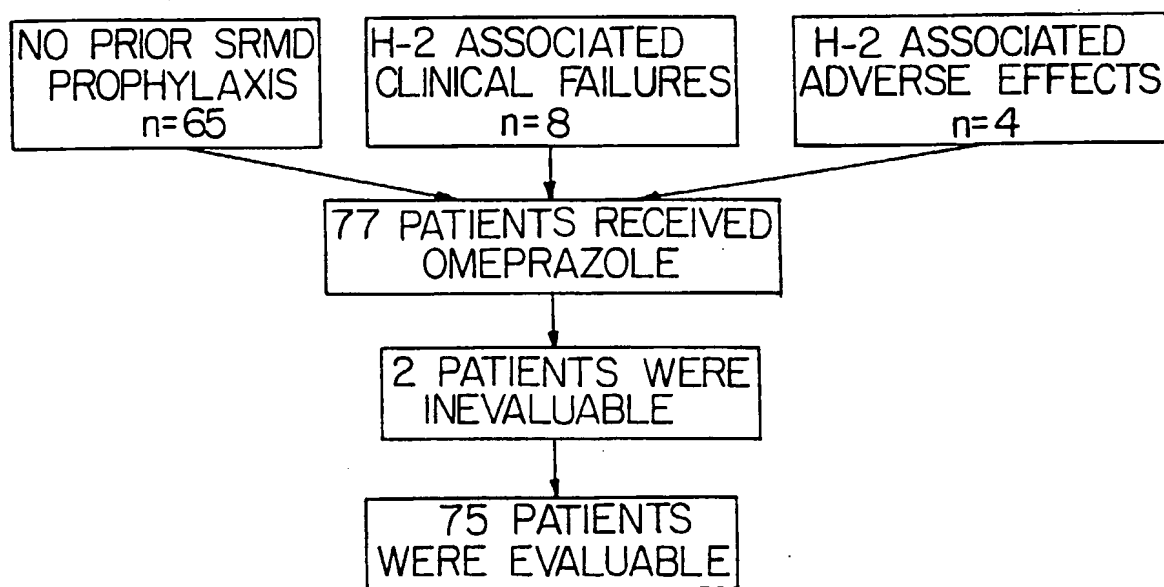 NO PRIOR SRMD
PROPHYLAXIS
n=65
H-2 ASSOCIATED
CLINICAL FAILURES
n=8
H-2 ASSOCIATED
ADVERSE EFFECTS
n=4
77 PATIENTS RECEIVED
OMEPRAZOLE
2 PATIENTS WERE
INEVALUABLE
75 PATIENTS
WERE EVALUABLE